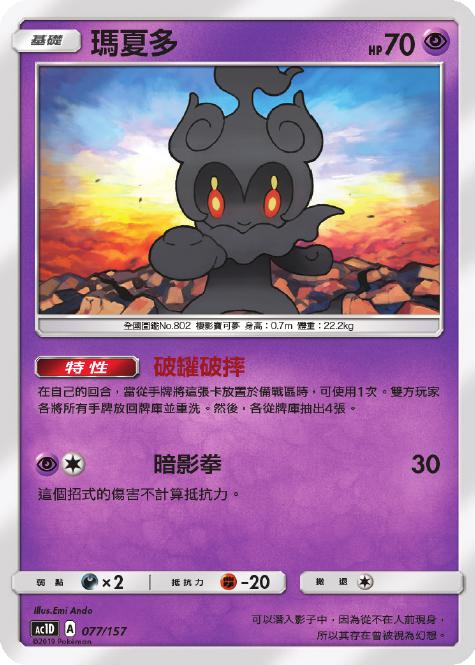 基礎 瑪夏多 HP70
全國圖鑑No.802 棲影寶可夢 身高：0.7m 體重：22.2kg
特性 破罐破摔
在自己的回合，當從手牌將這張卡放置於備戰區時，可使用1次。雙方玩家
各將所有手牌放回牌庫並重洗。然後，各從牌庫抽出4張。
暗影拳 30
這個招式的傷害不計算抵抗力。
弱點 ×2 抵抗力 -20 撤退
Illus.Emi Ando
AC1D A 077/157
©2019 Pokémon
可以潛入影子中，因為從不在人前現身，
所以其存在曾被視為幻想。